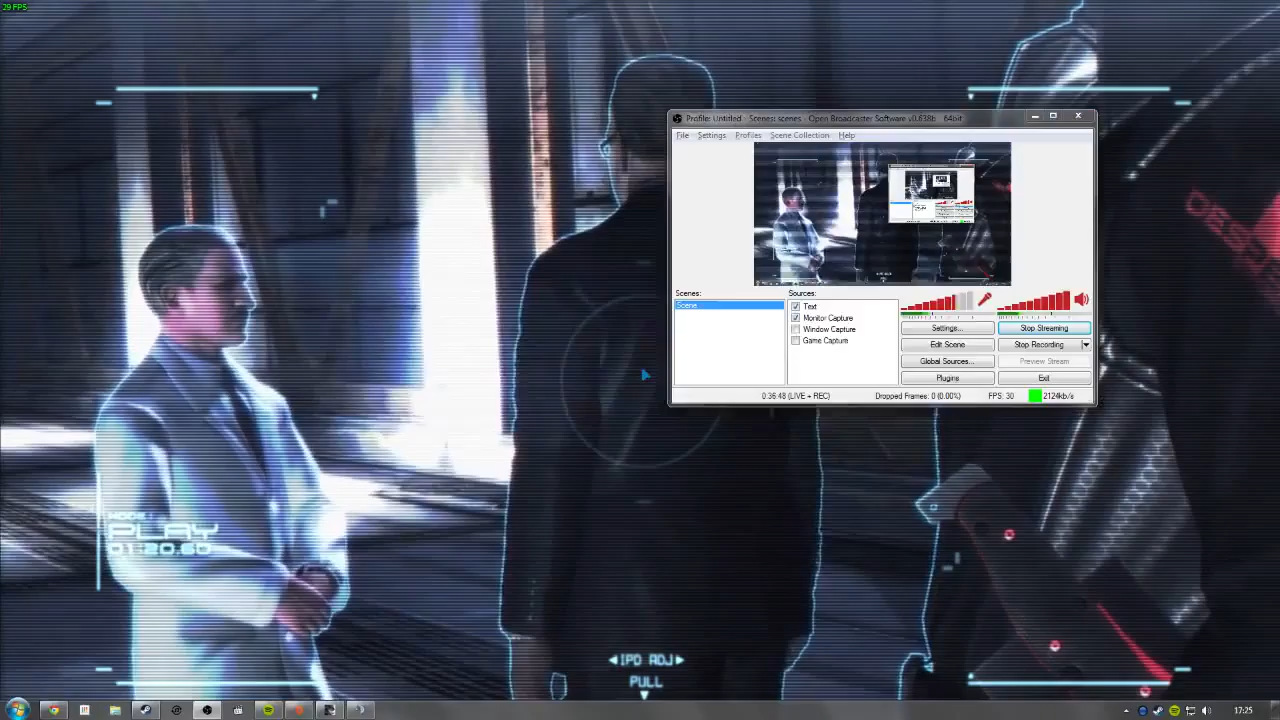 29 FPS
Profile: Untitled - Scenes: scenes - Open Broadcaster Software v0.638b - 64bit
File Settings Profiles Scene Collection Help
Scenes:
Sources:
Scene
Text
Monitor Capture
Window Capture
Game Capture
Settings...
Stop Streaming
Edit Scene
Stop Recording
Global Sources...
Preview Stream
Plugins
Exit
0:36:48 (LIVE + REC)
Dropped Frames: 0 (0.00%)
FPS: 30
2124kb/s
MODE :
PLAY
01:20.60
IPD ADJ
PULL
17:25